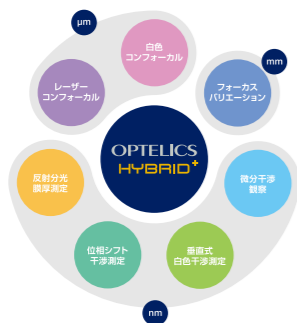 μm
白色
コンフォーカル
レーザー
コンフォーカル
mm
フォーカス
バリエーション
OPTELICS
HYBRID+
反射分光
膜厚測定
微分干渉
観察
位相シフト
干渉測定
垂直式
白色干渉測定
nm